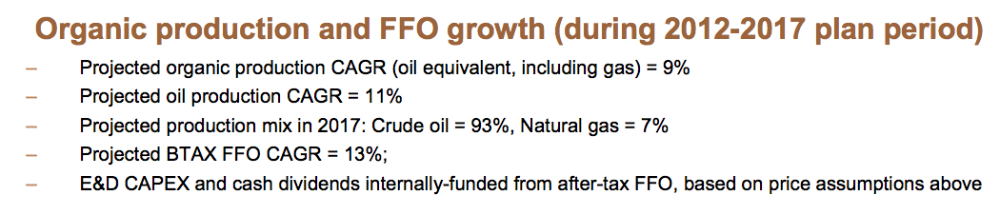 Organic production and FFO growth (during 2012-2017 plan period)
– Projected organic production CAGR (oil equivalent, including gas) = 9%
– Projected oil production CAGR = 11%
– Projected production mix in 2017: Crude oil = 93%, Natural gas = 7%
– Projected BTAX FFO CAGR = 13%;
– E&D CAPEX and cash dividends internally-funded from after-tax FFO, based on price assumptions above